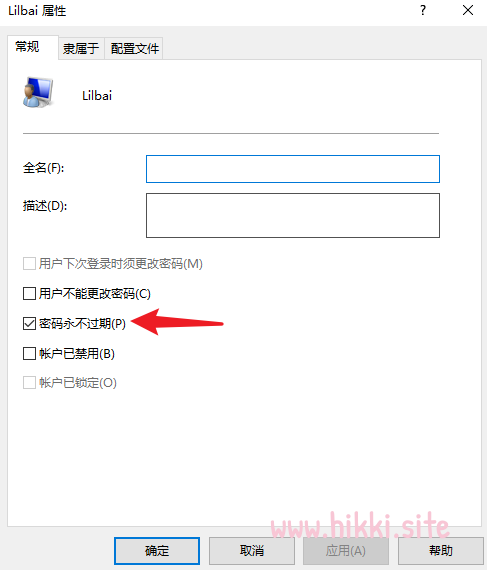 Lilbai 属性
?
常规 隶属于 配置文件
Lilbai
全名(F):
描述(D):
用户下次登录时须更改密码(M)
用户不能更改密码(C)
密码永不过期(P)
帐户已禁用(B)
帐户已锁定(O)
www.hikki.site
确定 取消 应用(A) 帮助